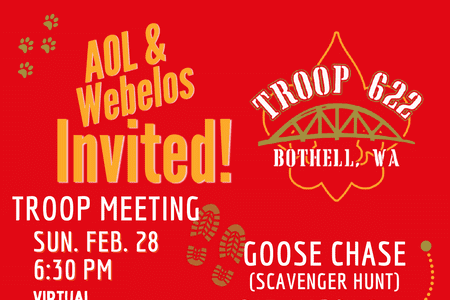 AOL &
Webelos
Invited!
TROOP 622
BOTHELL, WA
TROOP MEETING
SUN. FEB. 28
6:30 PM
VIRTUAL
GOOSE CHASE
(SCAVENGER HUNT)